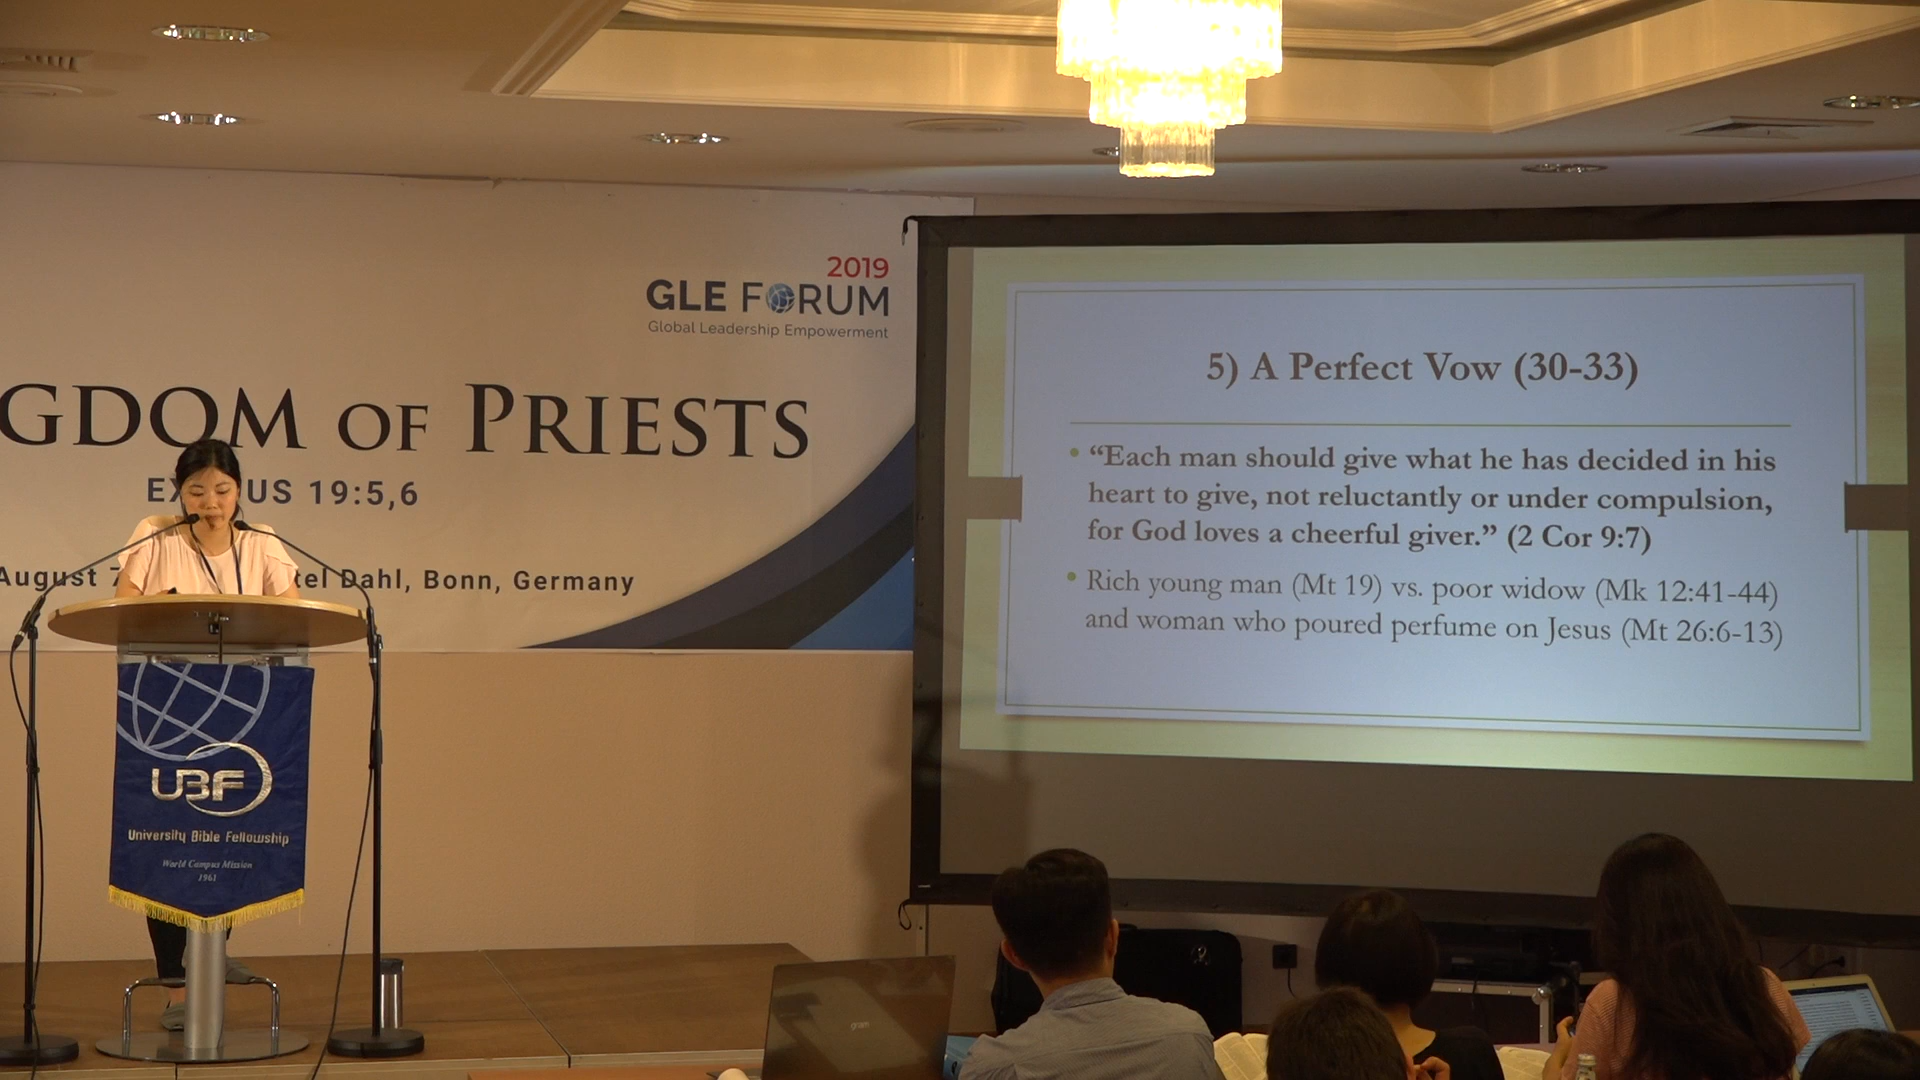 2019
GLE FORUM
Global Leadership Empowerment
GDOM OF PRIESTS
EX US 19:5,6
August 7 tel Dahl, Bonn, Germany
UBF
University Bible Fellowship
World Campus Mission
1961
5) A Perfect Vow (30-33)
• “Each man should give what he has decided in his
heart to give, not reluctantly or under compulsion,
for God loves a cheerful giver.” (2 Cor 9:7)
• Rich young man (Mt 19) vs. poor widow (Mk 12:41-44)
and woman who poured perfume on Jesus (Mt 26:6-13)
gram